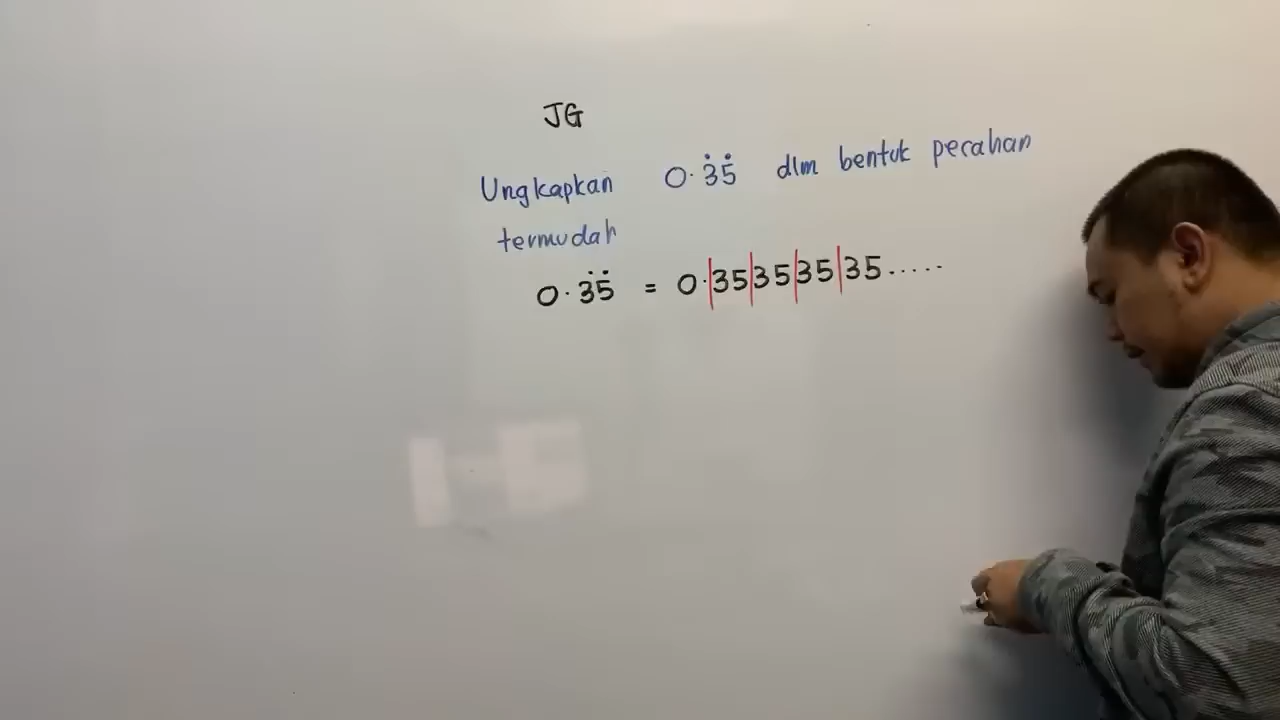 JG
Ungkapkan 0.3̇5̇ dlm bentuk pecahan
termudah
0.3̇5̇ = 0.|35|35|35|35.....